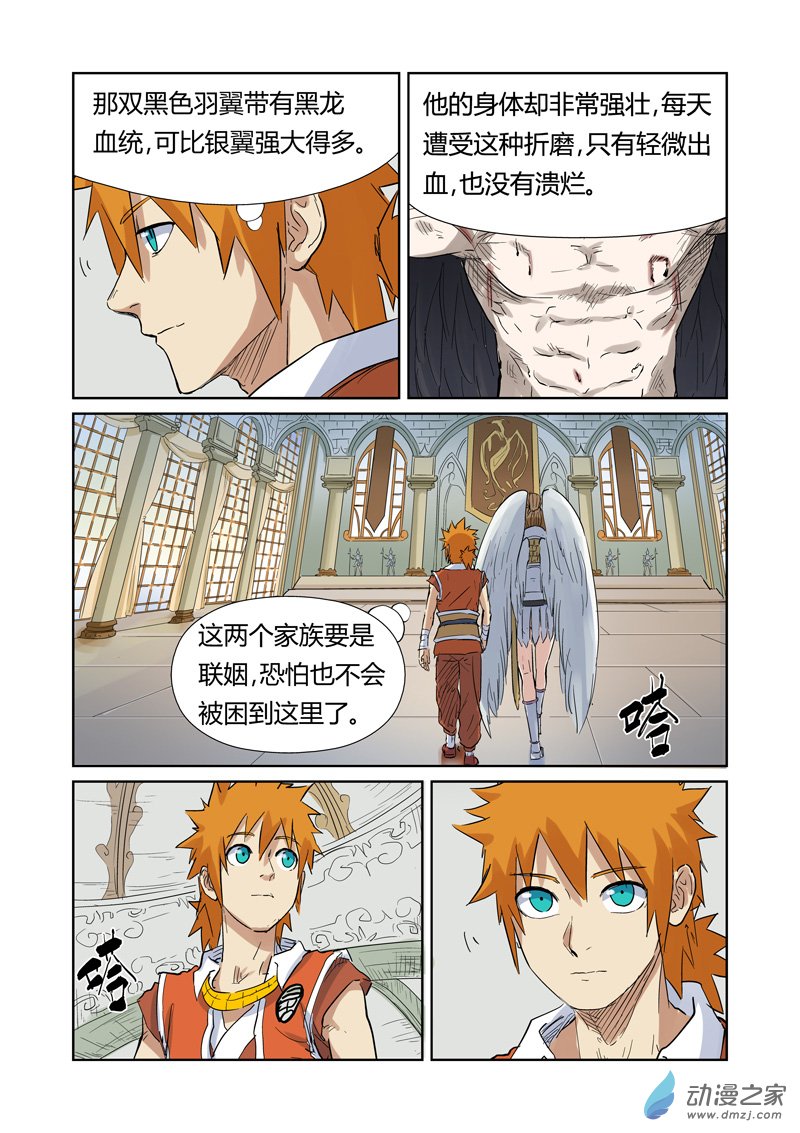 那双黑色羽翼带有黑龙
血统,可比银翼强大得多。
他的身体却非常强壮,每天
遭受这种折磨,只有轻微出
血,也没有溃烂。
这两个家族要是
联姻,恐怕也不会
被困到这里了。
嗒
嗒
动漫之家
www.dmzj.com